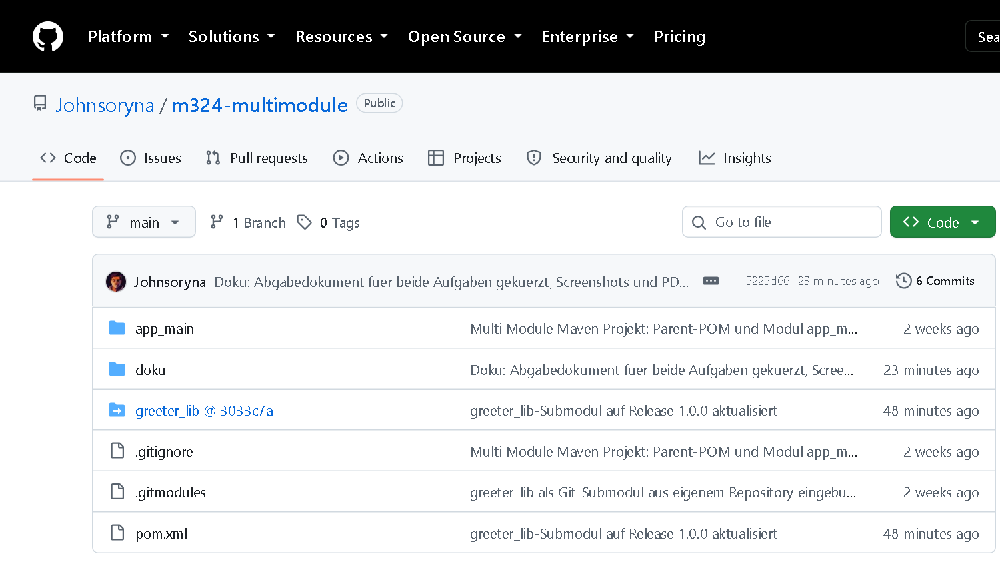 Platform Solutions Resources Open Source Enterprise Pricing Sea
Johnsoryna / m324-multimodule Public
Code Issues Pull requests Actions Projects Security and quality Insights
main 1 Branch 0 Tags Go to file Code
Johnsoryna Doku: Abgabedokument fuer beide Aufgaben gekuerzt, Screenshots und PD... 5225d66 · 23 minutes ago 6 Commits
app_main Multi Module Maven Projekt: Parent-POM und Modul app_m... 2 weeks ago
doku Doku: Abgabedokument fuer beide Aufgaben gekuerzt, Scree... 23 minutes ago
greeter_lib @ 3033c7a greeter_lib-Submodul auf Release 1.0.0 aktualisiert 48 minutes ago
.gitignore Multi Module Maven Projekt: Parent-POM und Modul app_m... 2 weeks ago
.gitmodules greeter_lib als Git-Submodul aus eigenem Repository eingebu... 2 weeks ago
pom.xml greeter_lib-Submodul auf Release 1.0.0 aktualisiert 48 minutes ago